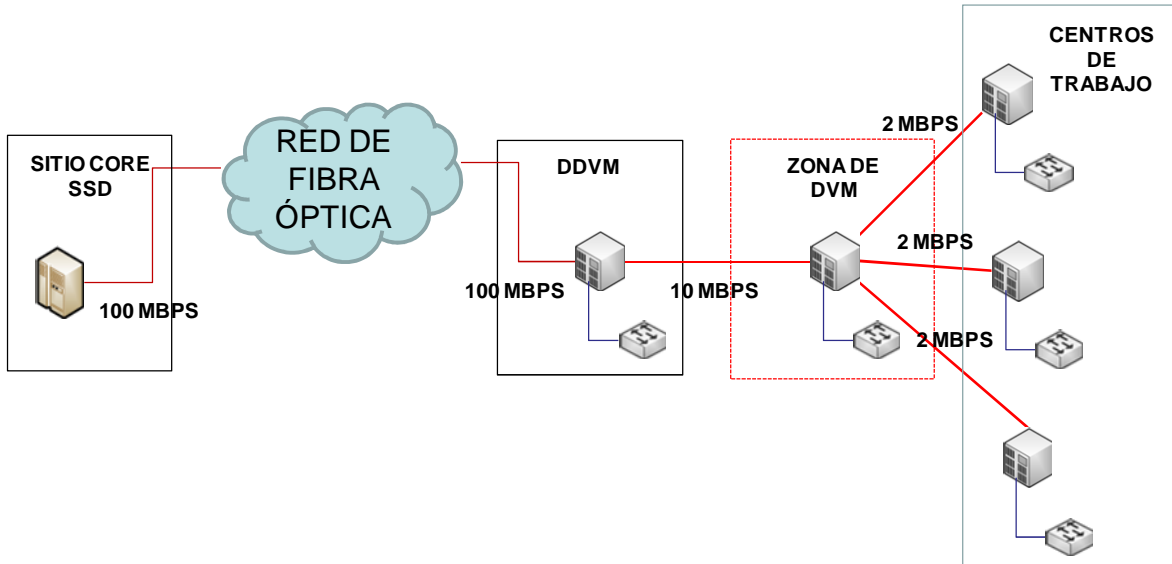 SITIO CORE
SSD
100 MBPS
RED DE
FIBRA
ÓPTICA
DDVM
100 MBPS
10 MBPS
ZONA DE
DVM
2 MBPS
2 MBPS
2 MBPS
CENTROS
DE
TRABAJO